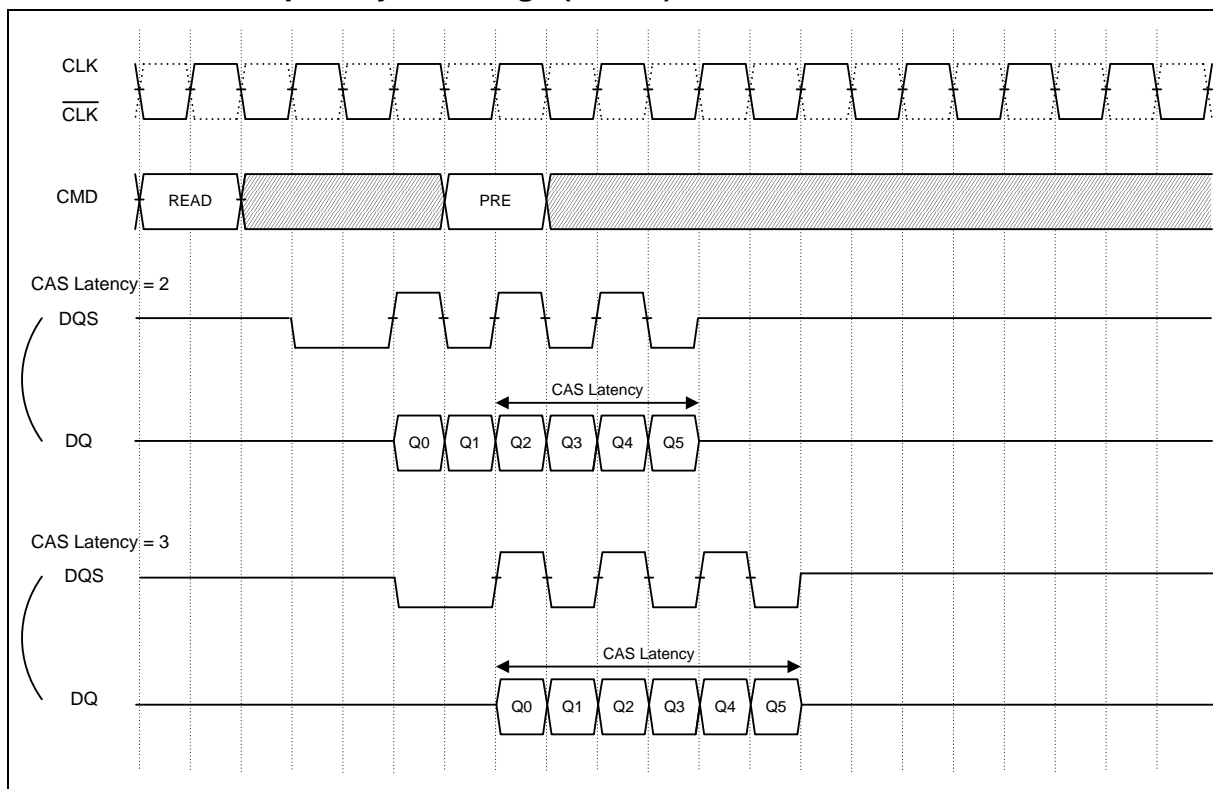 CLK
CLK
CMD
READ
PRE
CAS Latency = 2
DQS
CAS Latency
DQ
Q0
Q1
Q2
Q3
Q4
Q5
CAS Latency = 3
DQS
CAS Latency
DQ
Q0
Q1
Q2
Q3
Q4
Q5